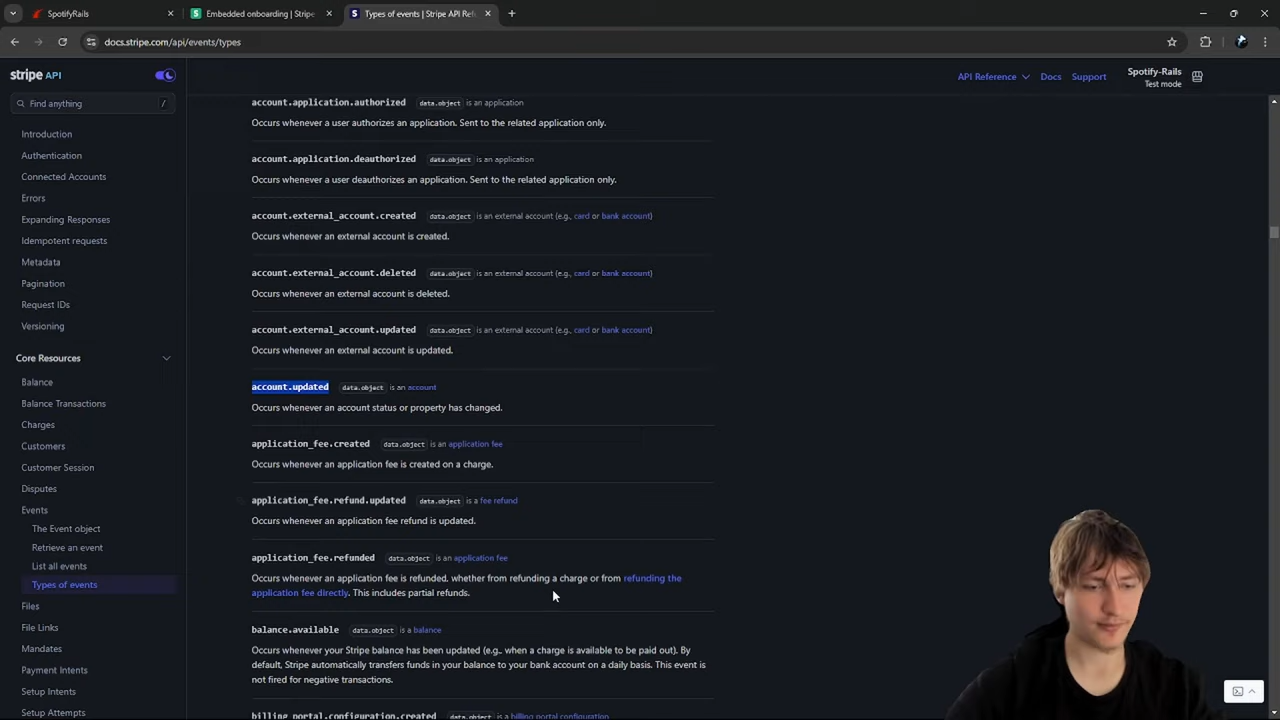 SpotifyRails
Embedded onboarding | Stripe
Types of events | Stripe API Ref
docs.stripe.com/api/events/types
stripe API
API Reference
Docs
Support
Spotify-Rails
Test mode
Find anything /
Introduction
Authentication
Connected Accounts
Errors
Expanding Responses
Idempotent requests
Metadata
Pagination
Request IDs
Versioning
Core Resources
Balance
Balance Transactions
Charges
Customers
Customer Session
Disputes
Events
The Event object
Retrieve an event
List all events
Types of events
Files
File Links
Mandates
Payment Intents
Setup Intents
Setup Attempts
account.application.authorized data.object is an application
Occurs whenever a user authorizes an application. Sent to the related application only.
account.application.deauthorized data.object is an application
Occurs whenever a user deauthorizes an application. Sent to the related application only.
account.external_account.created data.object is an external account (e.g., card or bank account)
Occurs whenever an external account is created.
account.external_account.deleted data.object is an external account (e.g., card or bank account)
Occurs whenever an external account is deleted.
account.external_account.updated data.object is an external account (e.g., card or bank account)
Occurs whenever an external account is updated.
account.updated data.object is an account
Occurs whenever an account status or property has changed.
application_fee.created data.object is an application fee
Occurs whenever an application fee is created on a charge.
application_fee.refund.updated data.object is a fee refund
Occurs whenever an application fee refund is updated.
application_fee.refunded data.object is an application fee
Occurs whenever an application fee is refunded, whether from refunding a charge or from refunding the
application fee directly. This includes partial refunds.
balance.available data.object is a balance
Occurs whenever your Stripe balance has been updated (e.g., when a charge is available to be paid out). By
default, Stripe automatically transfers funds in your balance to your bank account on a daily basis. This event is
not fired for negative transactions.
billing_portal.configuration.created data.object is a billing portal configuration